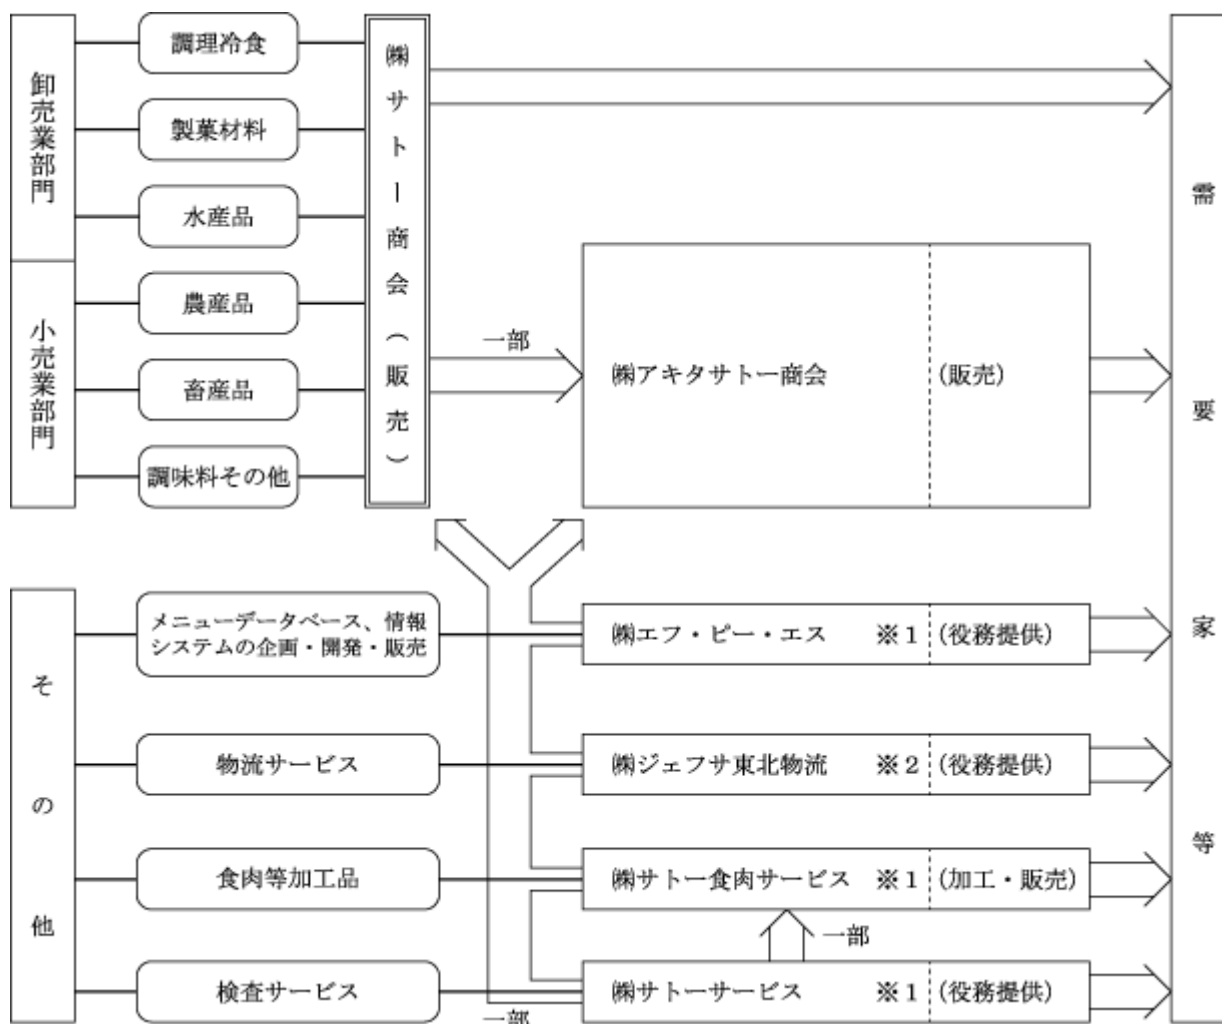 卸売業部門
小売業部門
調理冷食
製菓材料
水産品
農産品
畜産品
調味料その他
㈱サトー商会(販売)
一部
㈱アキタサトー商会 (販売)
需要家等
その他
メニューデータベース、情報
システムの企画・開発・販売
㈱エフ・ピー・エス ※1 (役務提供)
物流サービス
㈱ジェフサ東北物流 ※2 (役務提供)
食肉等加工品
㈱サトー食肉サービス ※1 (加工・販売)
一部
検査サービス
㈱サトーサービス ※1 (役務提供)
一部